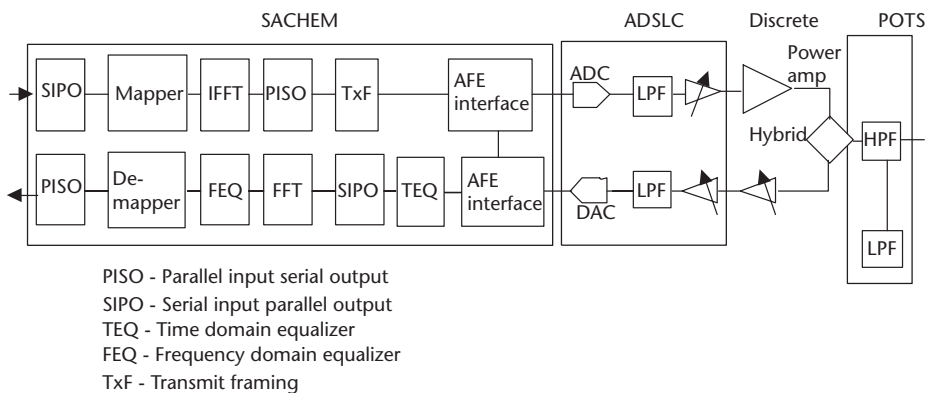 SACHEM
ADSLC
Discrete
POTS
SIPO
Mapper
IFFT
PISO
TxF
AFE
interface
ADC
LPF
Power
amp
Hybrid
HPF
PISO
De-
mapper
FEQ
FFT
SIPO
TEQ
AFE
interface
DAC
LPF
LPF
PISO - Parallel input serial output
SIPO - Serial input parallel output
TEQ - Time domain equalizer
FEQ - Frequency domain equalizer
TxF - Transmit framing